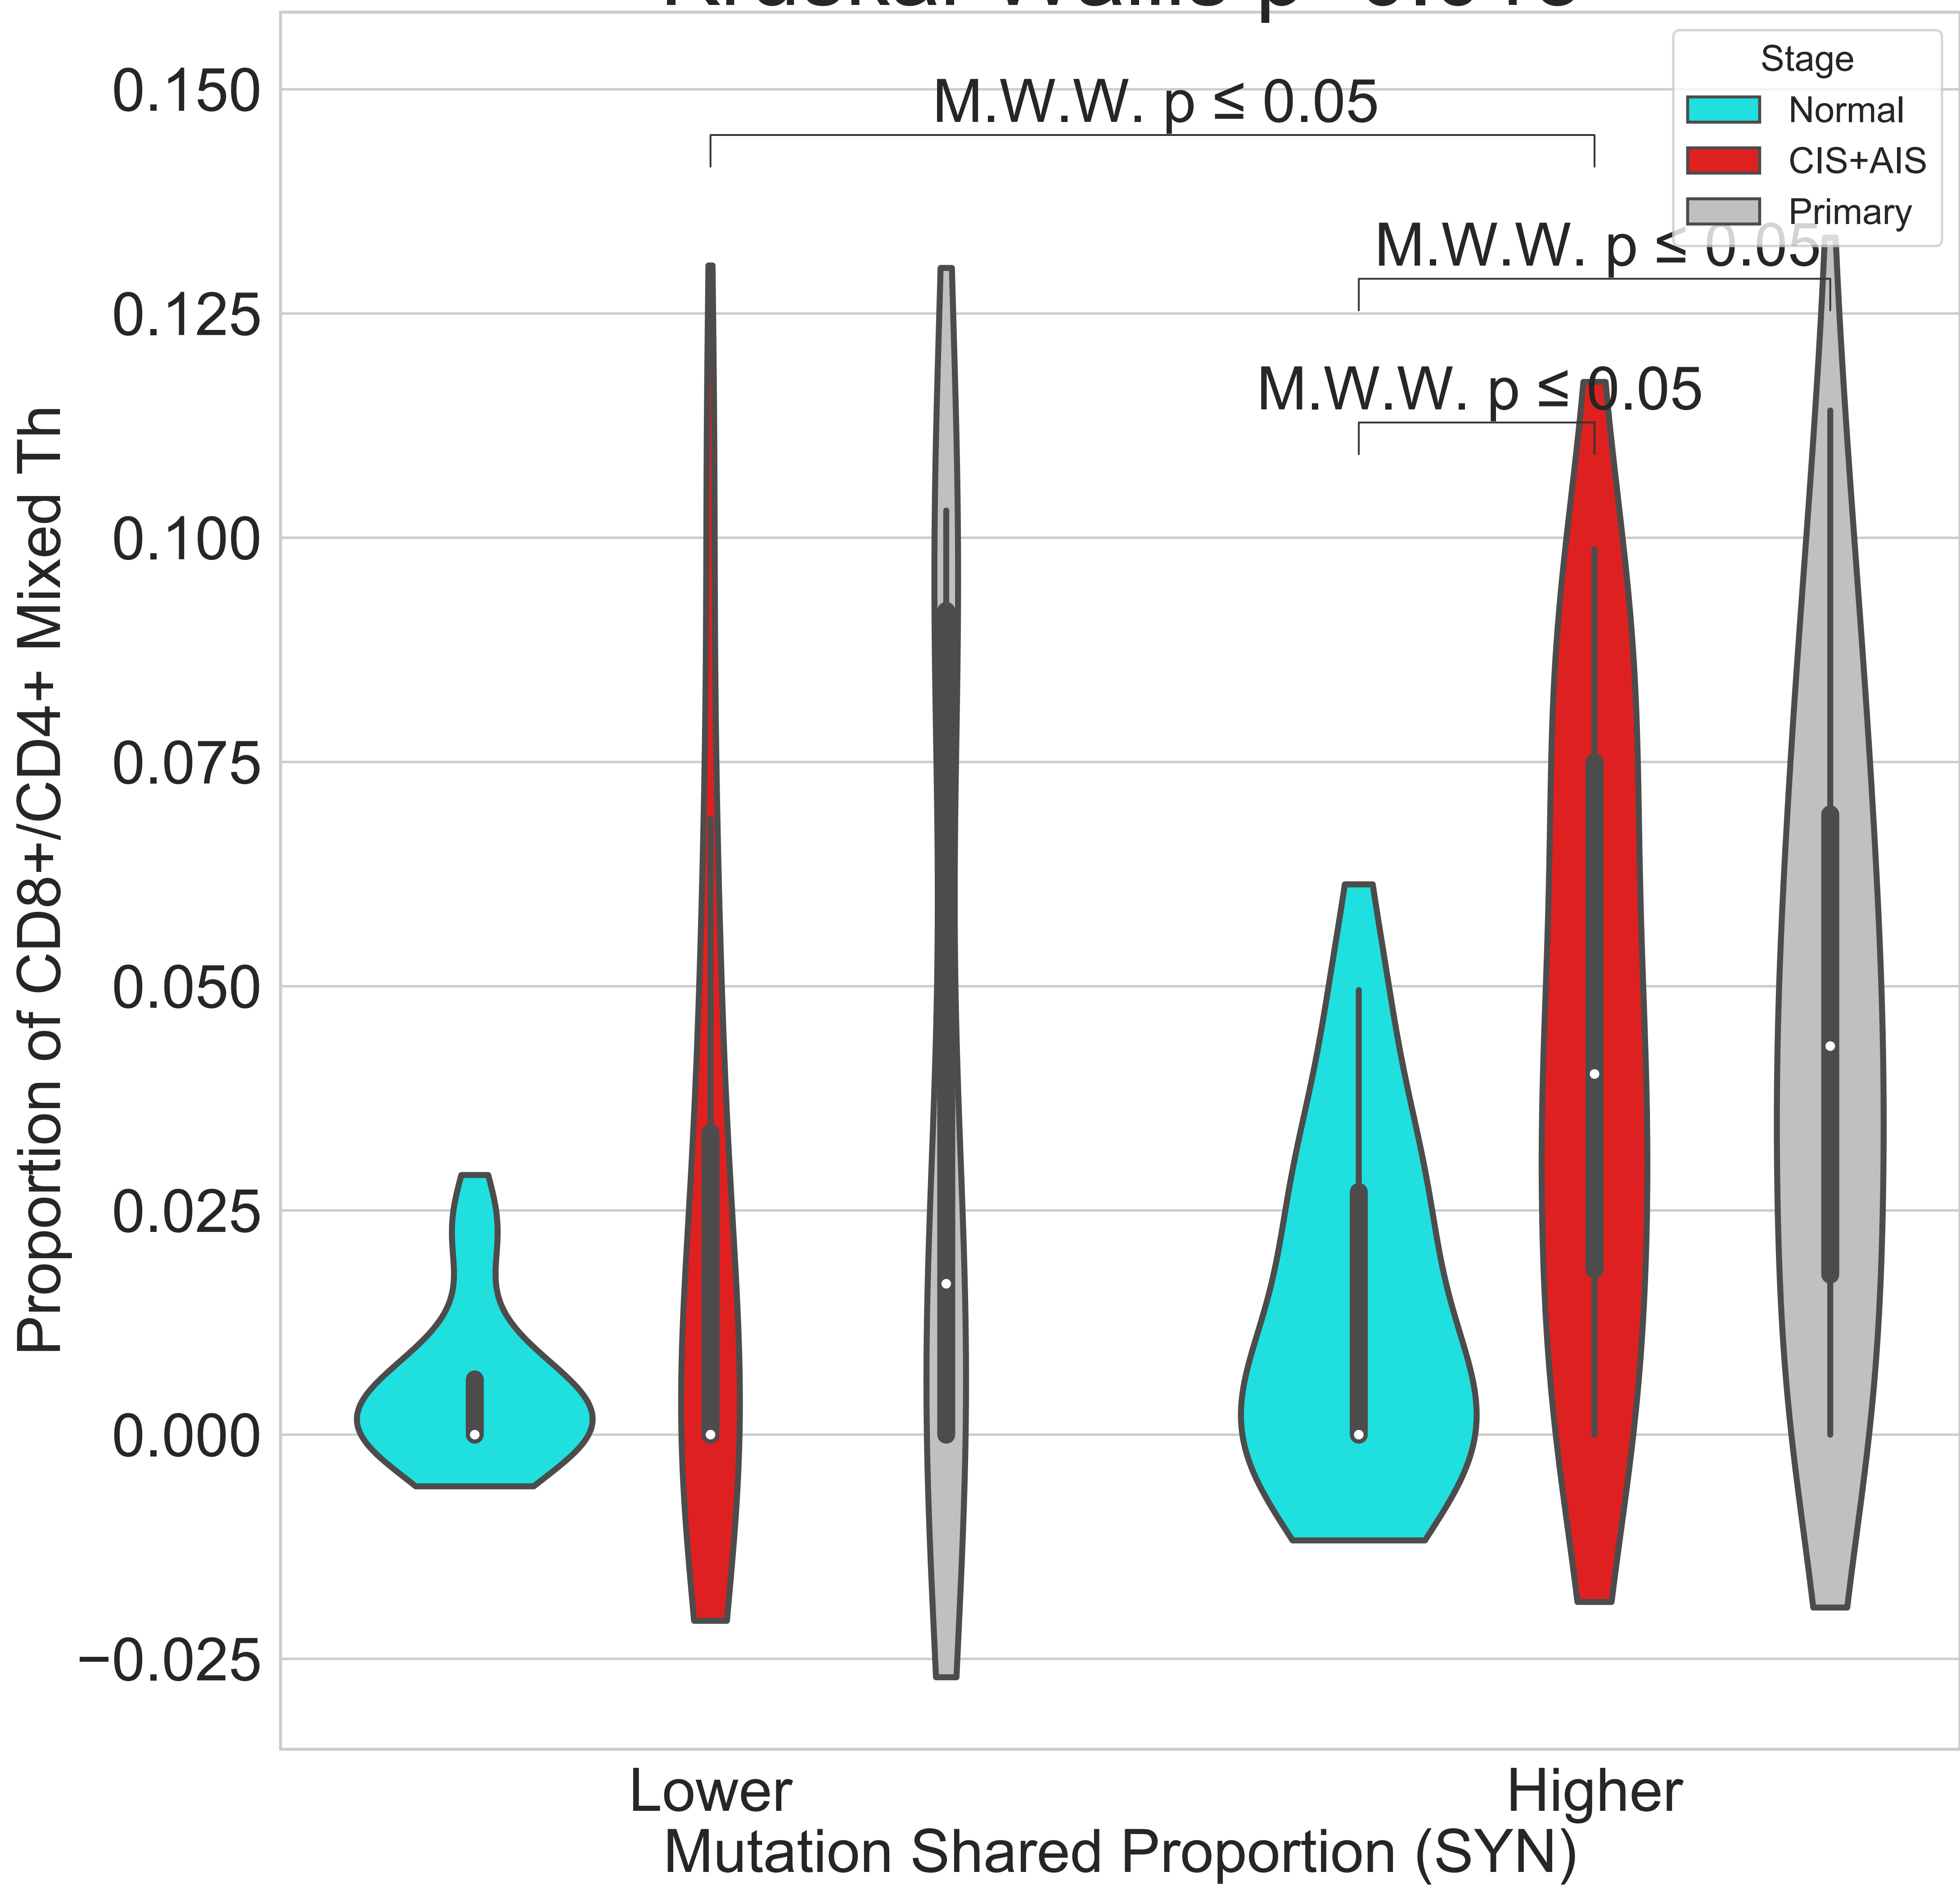 M.W.W. p ≤ 0.05
M.W.W. p ≤ 0.05
M.W.W. p ≤ 0.05
Stage
Normal
CIS+AIS
Primary
Proportion of CD8+/CD4+ Mixed Th
0.150
0.125
0.100
0.075
0.050
0.025
0.000
−0.025
Lower
Higher
Mutation Shared Proportion (SYN)